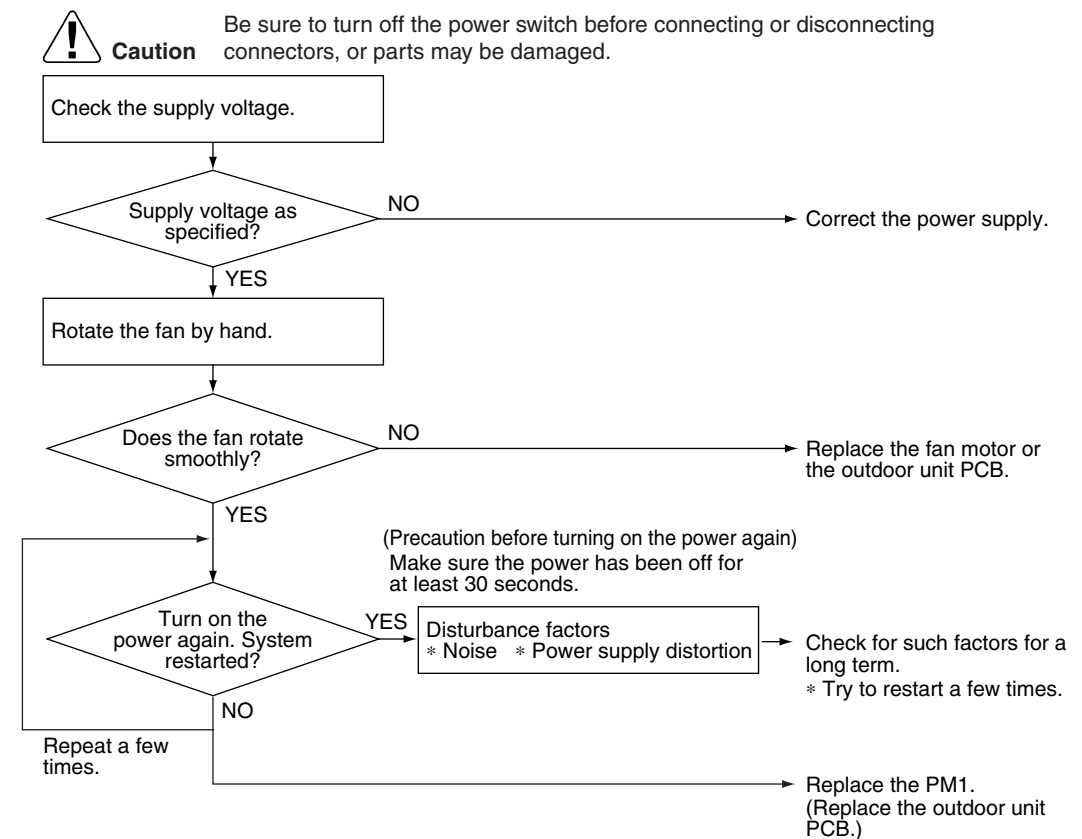 Be sure to turn off the power switch before connecting or disconnecting
Caution connectors, or parts may be damaged.
Check the supply voltage.
Supply voltage as
specified?
NO
Correct the power supply.
YES
Rotate the fan by hand.
Does the fan rotate
smoothly?
NO
Replace the fan motor or
the outdoor unit PCB.
YES
(Precaution before turning on the power again)
Make sure the power has been off for
at least 30 seconds.
Turn on the
power again. System
restarted?
YES
Disturbance factors
∗ Noise ∗ Power supply distortion
Check for such factors for a
long term.
∗ Try to restart a few times.
NO
Repeat a few
times.
Replace the PM1.
(Replace the outdoor unit
PCB.)